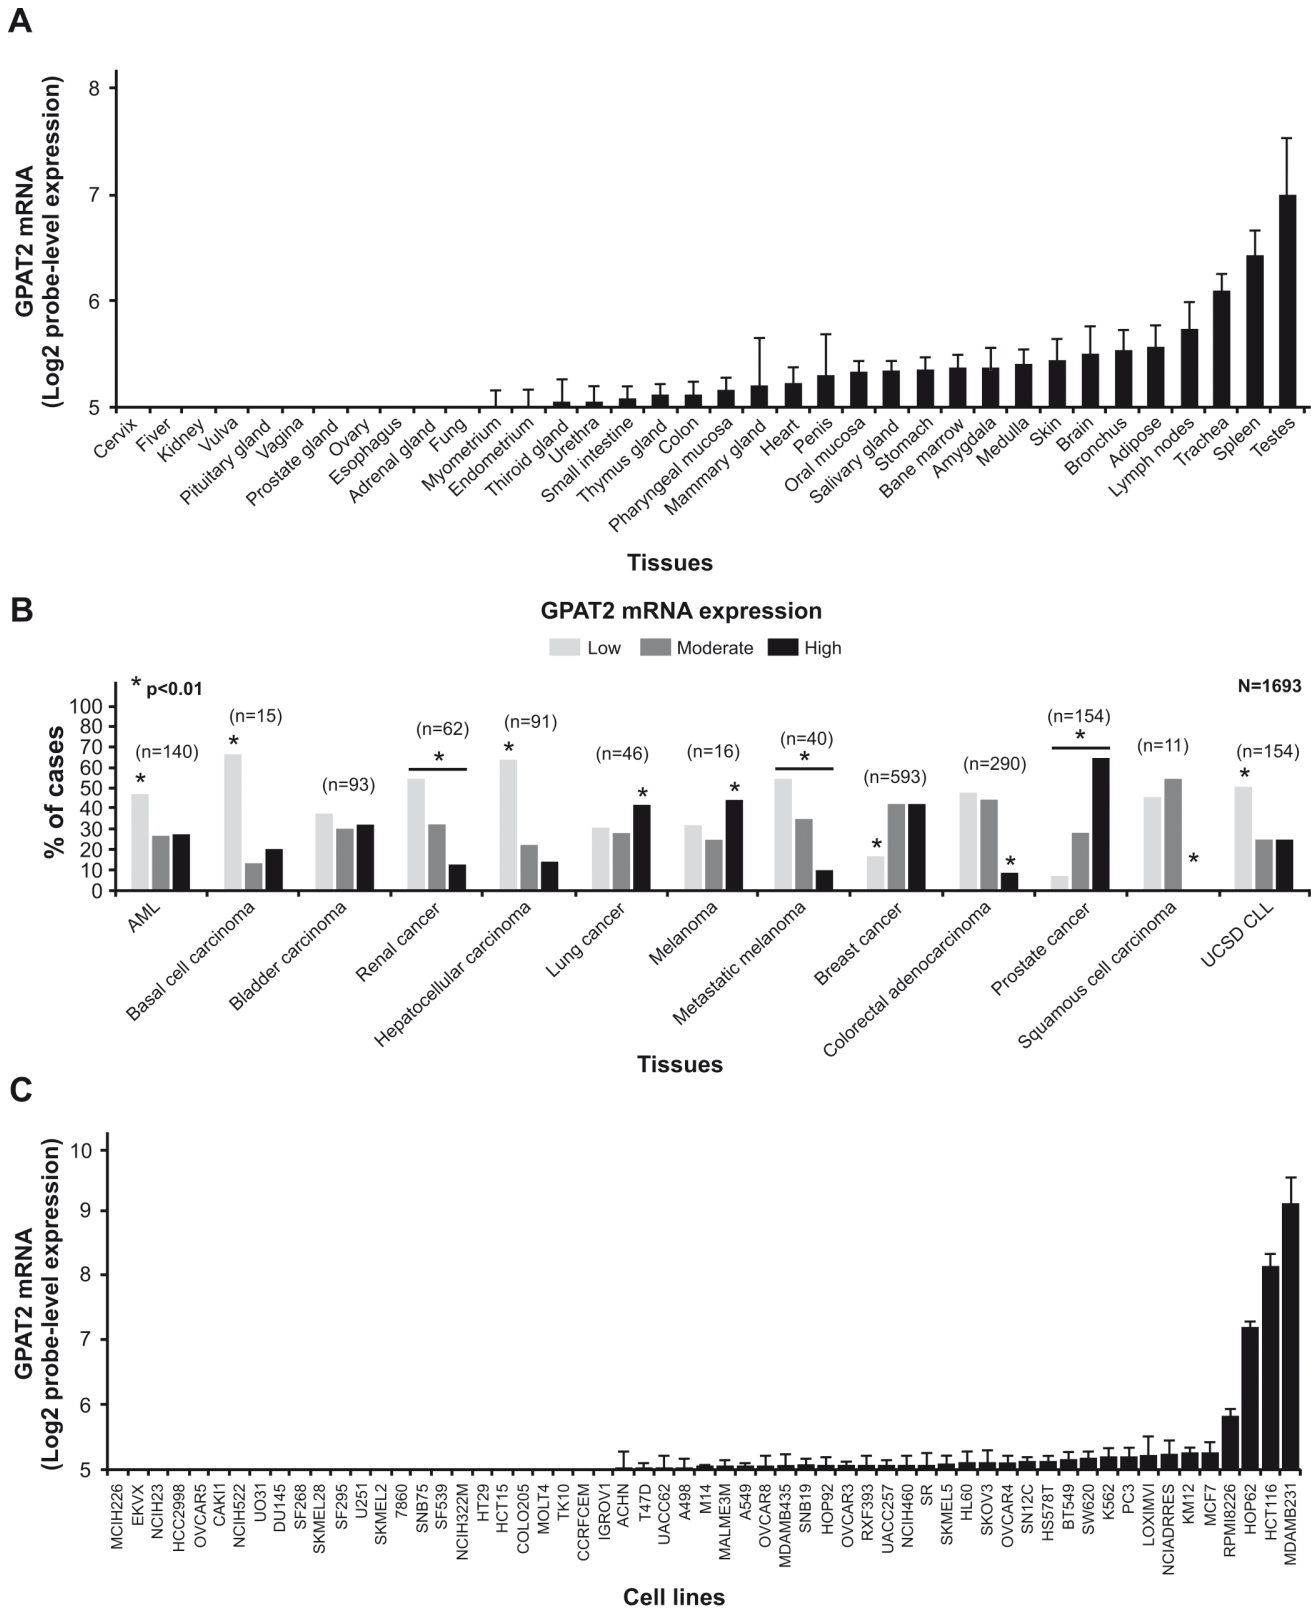 A
GPAT2 mRNA
(Log2 probe-level expression)
8
7
6
5
Cervix
Fiver
Kidney
Vulva
Pituitary gland
Vagina
Prostate gland
Ovary
Esophagus
Adrenal gland
Fung
Myometrium
Endometrium
Thiroid gland
Urethra
Small intestine
Thymus gland
Colon
Pharyngeal mucosa
Mammary gland
Heart
Penis
Oral mucosa
Salivary gland
Stomach
Bane marrow
Amygdala
Medulla
Skin
Brain
Bronchus
Adipose
Lymph nodes
Trachea
Spleen
Testes
Tissues
B
GPAT2 mRNA expression
Low Moderate High
* p<0.01
N=1693
% of cases
100
80
70
60
50
40
30
20
10
0
(n=140)
*
(n=15)
*
(n=93)
(n=62)
*
(n=91)
*
(n=46)
*
(n=16)
*
(n=40)
*
(n=593)
*
(n=290)
*
(n=154)
*
(n=11)
*
(n=154)
*
AML
Basal cell carcinoma
Bladder carcinoma
Renal cancer
Hepatocellular carcinoma
Lung cancer
Melanoma
Metastatic melanoma
Breast cancer
Colorectal adenocarcinoma
Prostate cancer
Squamous cell carcinoma
UCSD CLL
Tissues
C
GPAT2 mRNA
(Log2 probe-level expression)
10
9
8
7
6
5
MCIH226
EKVX
NCIH23
HCC2998
OVCAR5
CAKI1
NCIH522
UO31
DU145
SF268
SKMEL28
SF295
U251
SKMEL2
7860
SNB75
SF539
NCIH322M
HT29
HCT15
COLO205
MOLT4
TK10
CCRFCEM
IGROV1
ACHN
T47D
UACC62
A498
M14
MALME3M
A549
OVCAR8
MDAMB435
SNB19
HOP92
OVCAR3
RXF393
UACC257
NCIH460
SR
SKMEL5
HL60
SKOV3
OVCAR4
SN12C
HS578T
BT549
SW620
K562
PC3
LOXIMVI
NCIADRRES
KM12
MCF7
RPMI8226
HOP62
HCT116
MDAMB231
Cell lines